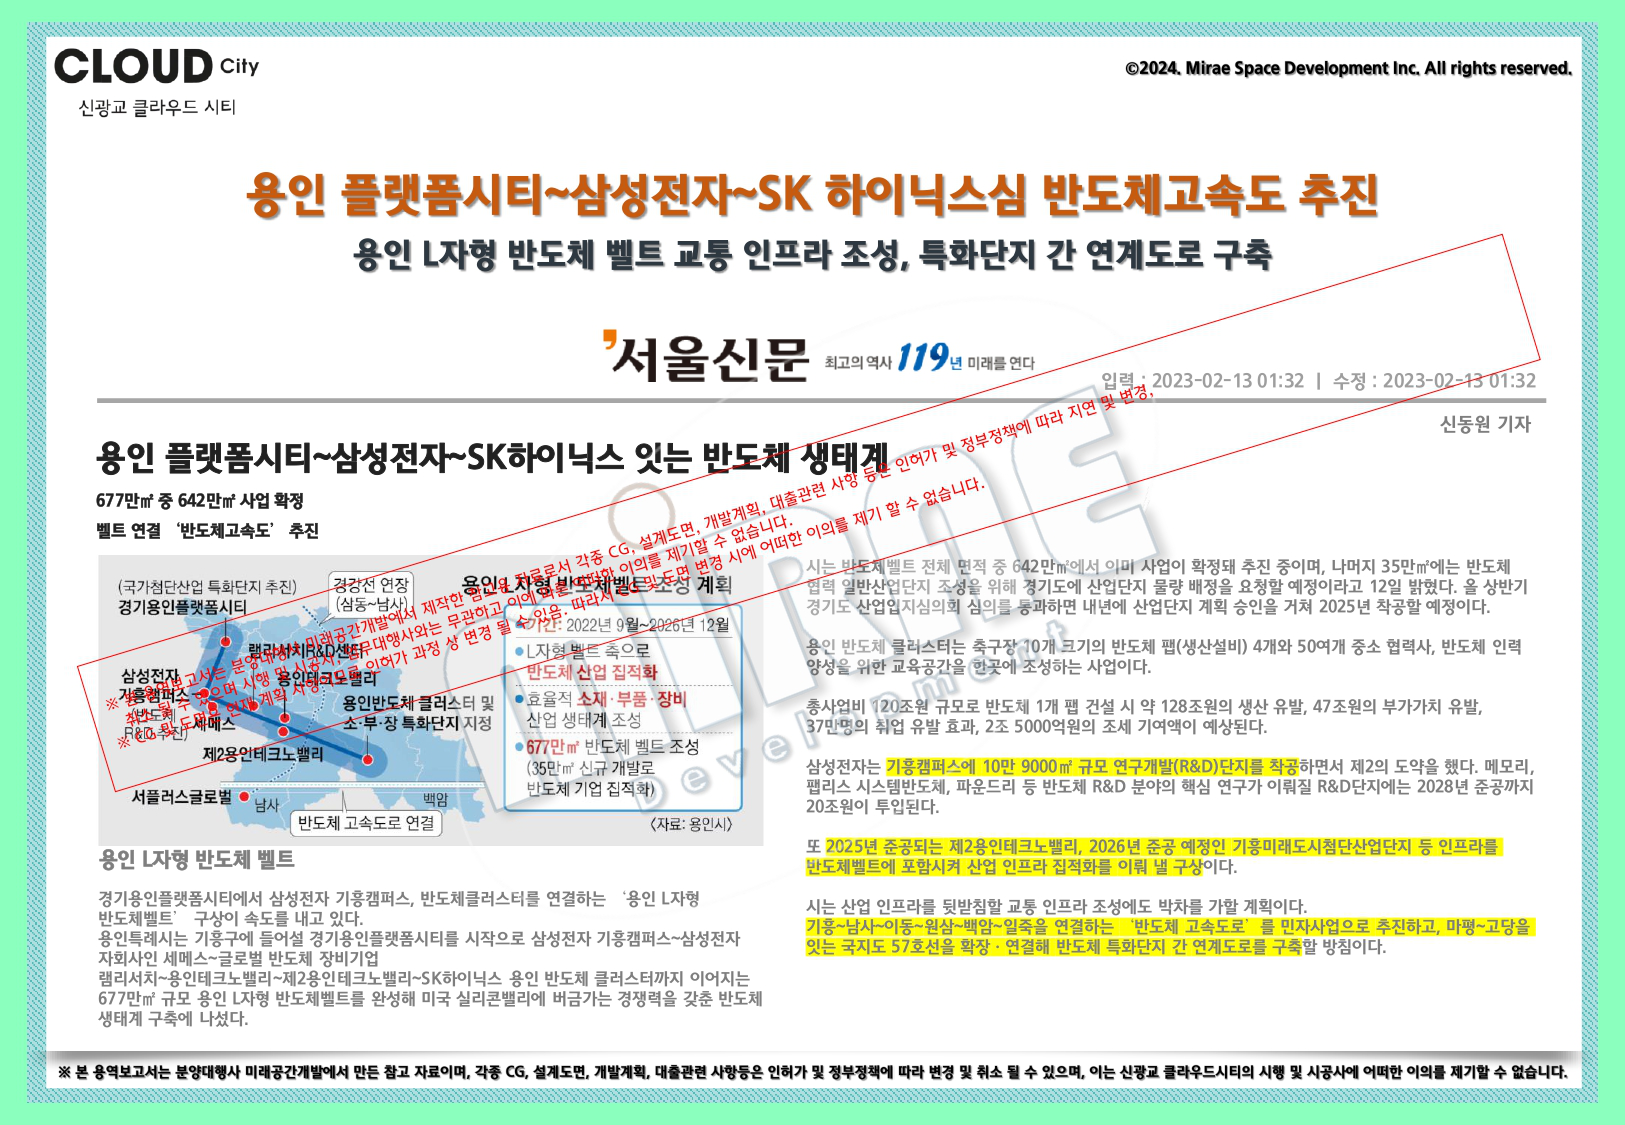 CLOUD City
신광교 클라우드 시티
©2024. Mirae Space Development Inc. All rights reserved.
용인 플랫폼시티~삼성전자~SK 하이닉스심 반도체고속도 추진
용인 L자형 반도체 벨트 교통 인프라 조성, 특화단지 간 연계도로 구축
서울신문 최고의 역사 119년 미래를 연다
입력 : 2023-02-13 01:32 | 수정 : 2023-02-13 01:32
신동원 기자
용인 플랫폼시티~삼성전자~SK하이닉스 잇는 반도체 생태계
677만㎡ 중 642만㎡ 사업 확정
벨트 연결 ‘반도체고속도’ 추진
(국가첨단산업 특화단지 추진)
경기용인플랫폼시티
경강선 연장
(삼동~남사)
용인 L자형 반도체벨트 조성 계획
램리서치R&D센터
용인테크노밸리
삼성전자
기흥캠퍼스
(반도체
R&D 추진)
세메스
용인반도체 클러스터 및
소·부·장 특화단지 지정
제2용인테크노밸리
서플러스글로벌
남사
백암
반도체 고속도로 연결
기간: 2022년 9월~2026년 12월
L자형 벨트 축으로
반도체 산업 집적화
효율적 소재·부품·장비
산업 생태계 조성
677만㎡ 반도체 벨트 조성
(35만㎡ 신규 개발로
반도체 기업 집적화)
〈자료: 용인시〉
용인 L자형 반도체 벨트
경기용인플랫폼시티에서 삼성전자 기흥캠퍼스, 반도체클러스터를 연결하는 ‘용인 L자형
반도체벨트’ 구상이 속도를 내고 있다.
용인특례시는 기흥구에 들어설 경기용인플랫폼시티를 시작으로 삼성전자 기흥캠퍼스~삼성전자
자회사인 세메스~글로벌 반도체 장비기업
램리서치~용인테크노밸리~제2용인테크노밸리~SK하이닉스 용인 반도체 클러스터까지 이어지는
677만㎡ 규모 용인 L자형 반도체벨트를 완성해 미국 실리콘밸리에 버금가는 경쟁력을 갖춘 반도체
생태계 구축에 나섰다.
시는 반도체벨트 전체 면적 중 642만㎡에서 이미 사업이 확정돼 추진 중이며, 나머지 35만㎡에는 반도체
협력 일반산업단지 조성을 위해 경기도에 산업단지 물량 배정을 요청할 예정이라고 12일 밝혔다. 올 상반기
경기도 산업입지심의회 심의를 통과하면 내년에 산업단지 계획 승인을 거쳐 2025년 착공할 예정이다.
용인 반도체 클러스터는 축구장 10개 크기의 반도체 팹(생산설비) 4개와 50여개 중소 협력사, 반도체 인력
양성을 위한 교육공간을 한곳에 조성하는 사업이다.
총사업비 120조원 규모로 반도체 1개 팹 건설 시 약 128조원의 생산 유발, 47조원의 부가가치 유발,
37만명의 취업 유발 효과, 2조 5000억원의 조세 기여액이 예상된다.
삼성전자는 기흥캠퍼스에 10만 9000㎡ 규모 연구개발(R&D)단지를 착공하면서 제2의 도약을 했다. 메모리,
팹리스 시스템반도체, 파운드리 등 반도체 R&D 분야의 핵심 연구가 이뤄질 R&D단지에는 2028년 준공까지
20조원이 투입된다.
또 2025년 준공되는 제2용인테크노밸리, 2026년 준공 예정인 기흥미래도시첨단산업단지 등 인프라를
반도체벨트에 포함시켜 산업 인프라 집적화를 이뤄 낼 구상이다.
시는 산업 인프라를 뒷받침할 교통 인프라 조성에도 박차를 가할 계획이다.
기흥~남사~이동~원삼~백암~일죽을 연결하는 ‘반도체 고속도로’를 민자사업으로 추진하고, 마평~고당을
잇는 국지도 57호선을 확장·연결해 반도체 특화단지 간 연계도로를 구축할 방침이다.
※ 본 용역보고서는 분양대행사 미래공간개발에서 제작한 참고용 자료로서 각종 CG, 설계도면, 개발계획, 대출관련 사항 등은 인허가 및 정부정책에 따라 지연 및 변경,
취소 될 수 있으며 시행 및 시공사, 업무대행사와는 무관하고 이에 따른 어떠한 이의를 제기할 수 없습니다.
※ CG 및 도면은 현재 계획 사항이므로 인허가 과정 상 변경 될 수 있음. 따라서 CG 및 도면 변경 시에 어떠한 이의를 제기 할 수 없습니다.
MIRAE
Development
※ 본 용역보고서는 분양대행사 미래공간개발에서 만든 참고 자료이며, 각종 CG, 설계도면, 개발계획, 대출관련 사항등은 인허가 및 정부정책에 따라 변경 및 취소 될 수 있으며, 이는 신광교 클라우드시티의 시행 및 시공사에 어떠한 이의를 제기할 수 없습니다.